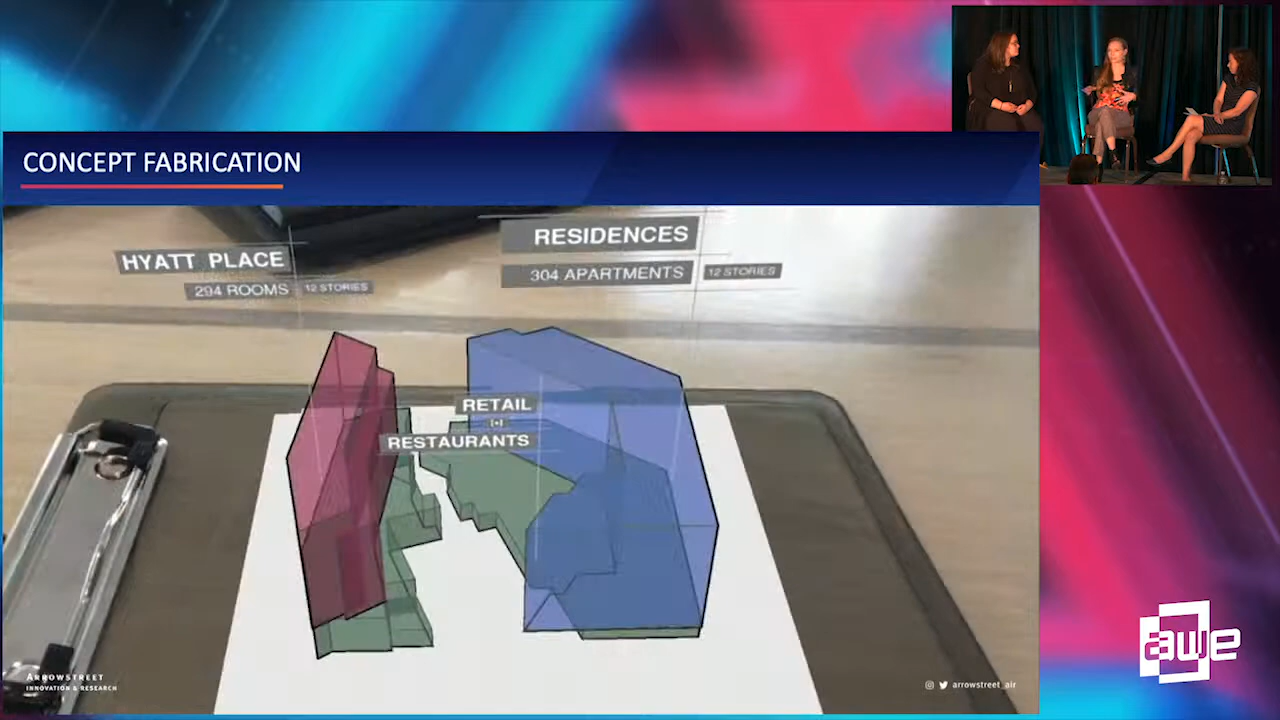 CONCEPT FABRICATION
HYATT PLACE
294 ROOMS 12 STORIES
RESIDENCES
304 APARTMENTS 12 STORIES
RETAIL
[+]
RESTAURANTS
ARROWSTREET
INNOVATION & RESEARCH
arrowstreet_air
awe